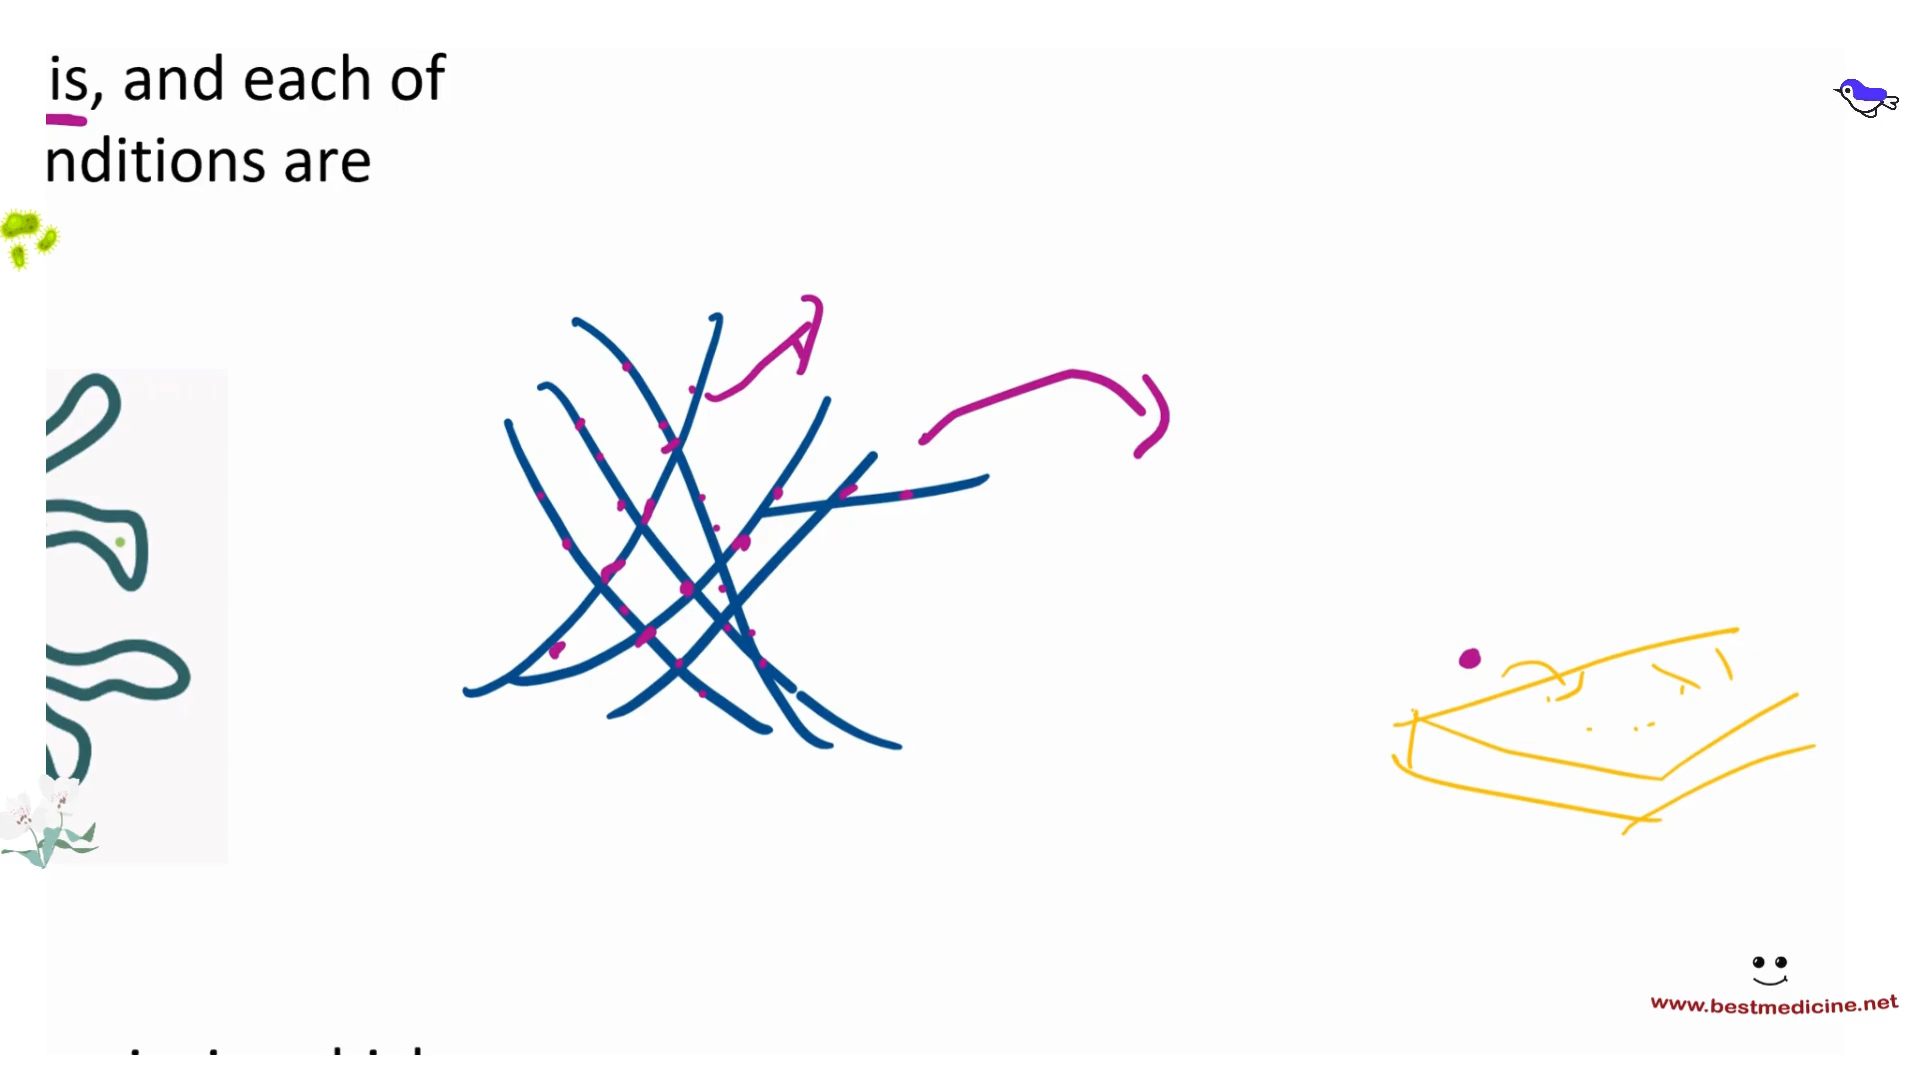 is, and each of
nditions are
www.bestmedicine.net